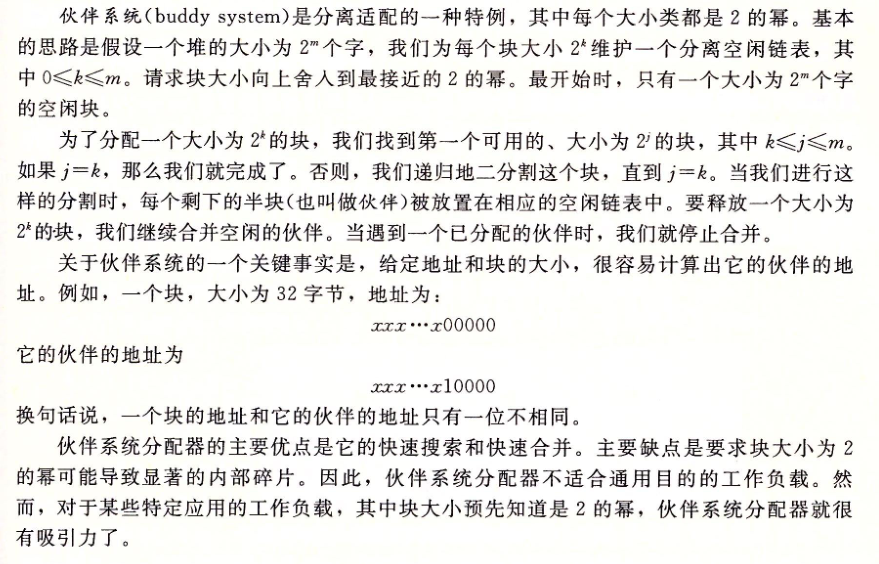 伙伴系统(buddy system)是分离适配的一种特例，其中每个大小类都是 2 的幂。基本
的思路是假设一个堆的大小为 2ᵐ个字，我们为每个块大小 2ᵏ维护一个分离空闲链表，其
中 0≤k≤m。请求块大小向上舍入到最接近的 2 的幂。最开始时，只有一个大小为 2ᵐ个字
的空闲块。
为了分配一个大小为 2ᵏ的块，我们找到第一个可用的、大小为 2ʲ的块，其中 k≤j≤m。
如果 j=k，那么我们就完成了。否则，我们递归地二分割这个块，直到 j=k。当我们进行这
样的分割时，每个剩下的半块(也叫做伙伴)被放置在相应的空闲链表中。要释放一个大小为
2ᵏ的块，我们继续合并空闲的伙伴。当遇到一个已分配的伙伴时，我们就停止合并。
关于伙伴系统的一个关键事实是，给定地址和块的大小，很容易计算出它的伙伴的地
址。例如，一个块，大小为 32 字节，地址为：
xxx…x00000
它的伙伴的地址为
xxx…x10000
换句话说，一个块的地址和它的伙伴的地址只有一位不相同。
伙伴系统分配器的主要优点是它的快速搜索和快速合并。主要缺点是要求块大小为 2
的幂可能导致显著的内部碎片。因此，伙伴系统分配器不适合通用目的的工作负载。然
而，对于某些特定应用的工作负载，其中块大小预先知道是 2 的幂，伙伴系统分配器就很
有吸引力了。